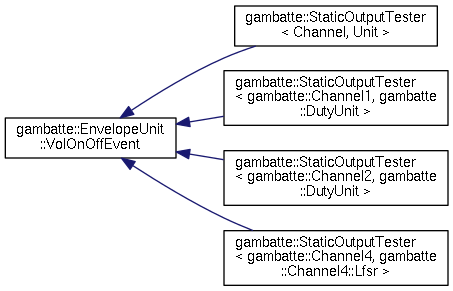 gambatte::StaticOutputTester
< Channel, Unit >
gambatte::StaticOutputTester
< gambatte::Channel1, gambatte
::DutyUnit >
gambatte::EnvelopeUnit
::VolOnOffEvent
gambatte::StaticOutputTester
< gambatte::Channel2, gambatte
::DutyUnit >
gambatte::StaticOutputTester
< gambatte::Channel4, gambatte
::Channel4::Lfsr >